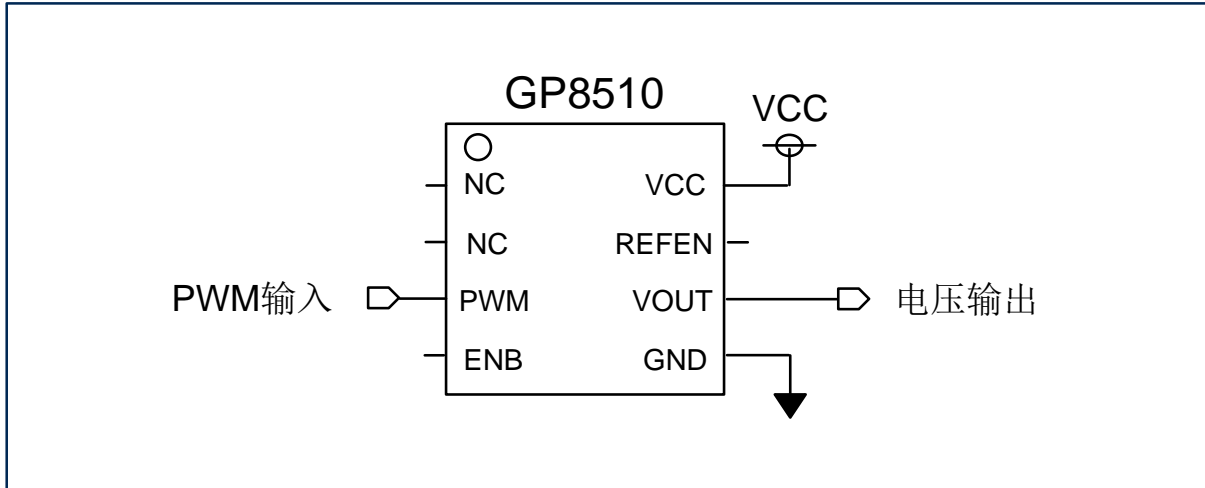 GP8510
VCC
NC VCC
NC REFEN
PWM输入 PWM VOUT 电压输出
ENB GND